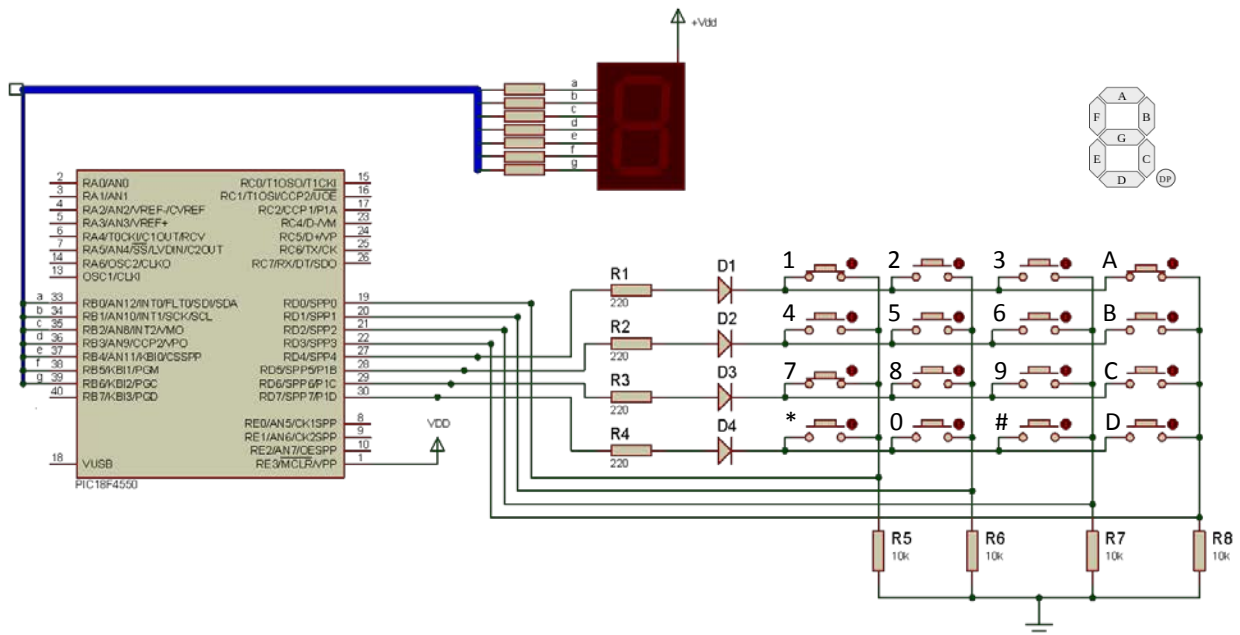 +Vdd
a
b
c
d
e
f
g
A
F
B
G
E
C
D
DP
2 RA0/AN0
3 RA1/AN1
4 RA2/AN2/VREF-/CVREF
5 RA3/AN3/VREF+
6 RA4/T0CKI/C1OUT/RCV
7 RA5/AN4/SS/LVDIN/C2OUT
14 RA6/OSC2/CLKO
13 OSC1/CLKI
a 33 RB0/AN12/INT0/FLT0/SDI/SDA
b 34 RB1/AN10/INT1/SCK/SCL
c 35 RB2/AN8/INT2/VMO
d 36 RB3/AN9/CCP2/VPO
e 37 RB4/AN11/KBI0/CSSPP
f 38 RB5/KBI1/PGM
g 39 RB6/KBI2/PGC
40 RB7/KBI3/PGD
18 VUSB
RC0/T1OSO/T1CKI 15
RC1/T1OSI/CCP2/UOE 16
RC2/CCP1/P1A 17
RC4/D-/VM 23
RC5/D+/VP 24
RC6/TX/CK 25
RC7/RX/DT/SDO 26
RD0/SPP0 19
RD1/SPP1 20
RD2/SPP2 21
RD3/SPP3 22
RD4/SPP4 27
RD5/SPP5/P1B 28
RD6/SPP6/P1C 29
RD7/SPP7/P1D 30
RE0/AN5/CK1SPP 8
RE1/AN6/CK2SPP 9
RE2/AN7/OESPP 10
RE3/MCLR/VPP 1
PIC18F4550
VDD
R1
220
D1
1 2 3 A
R2
220
D2
4 5 6 B
R3
220
D3
7 8 9 C
R4
220
D4
* 0 # D
R5
10k
R6
10k
R7
10k
R8
10k